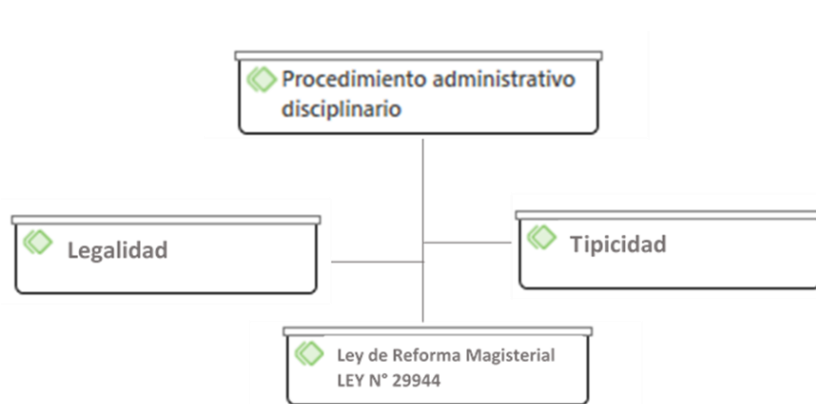 Procedimiento administrativo
disciplinario
Legalidad
Tipicidad
Ley de Reforma Magisterial
LEY N° 29944